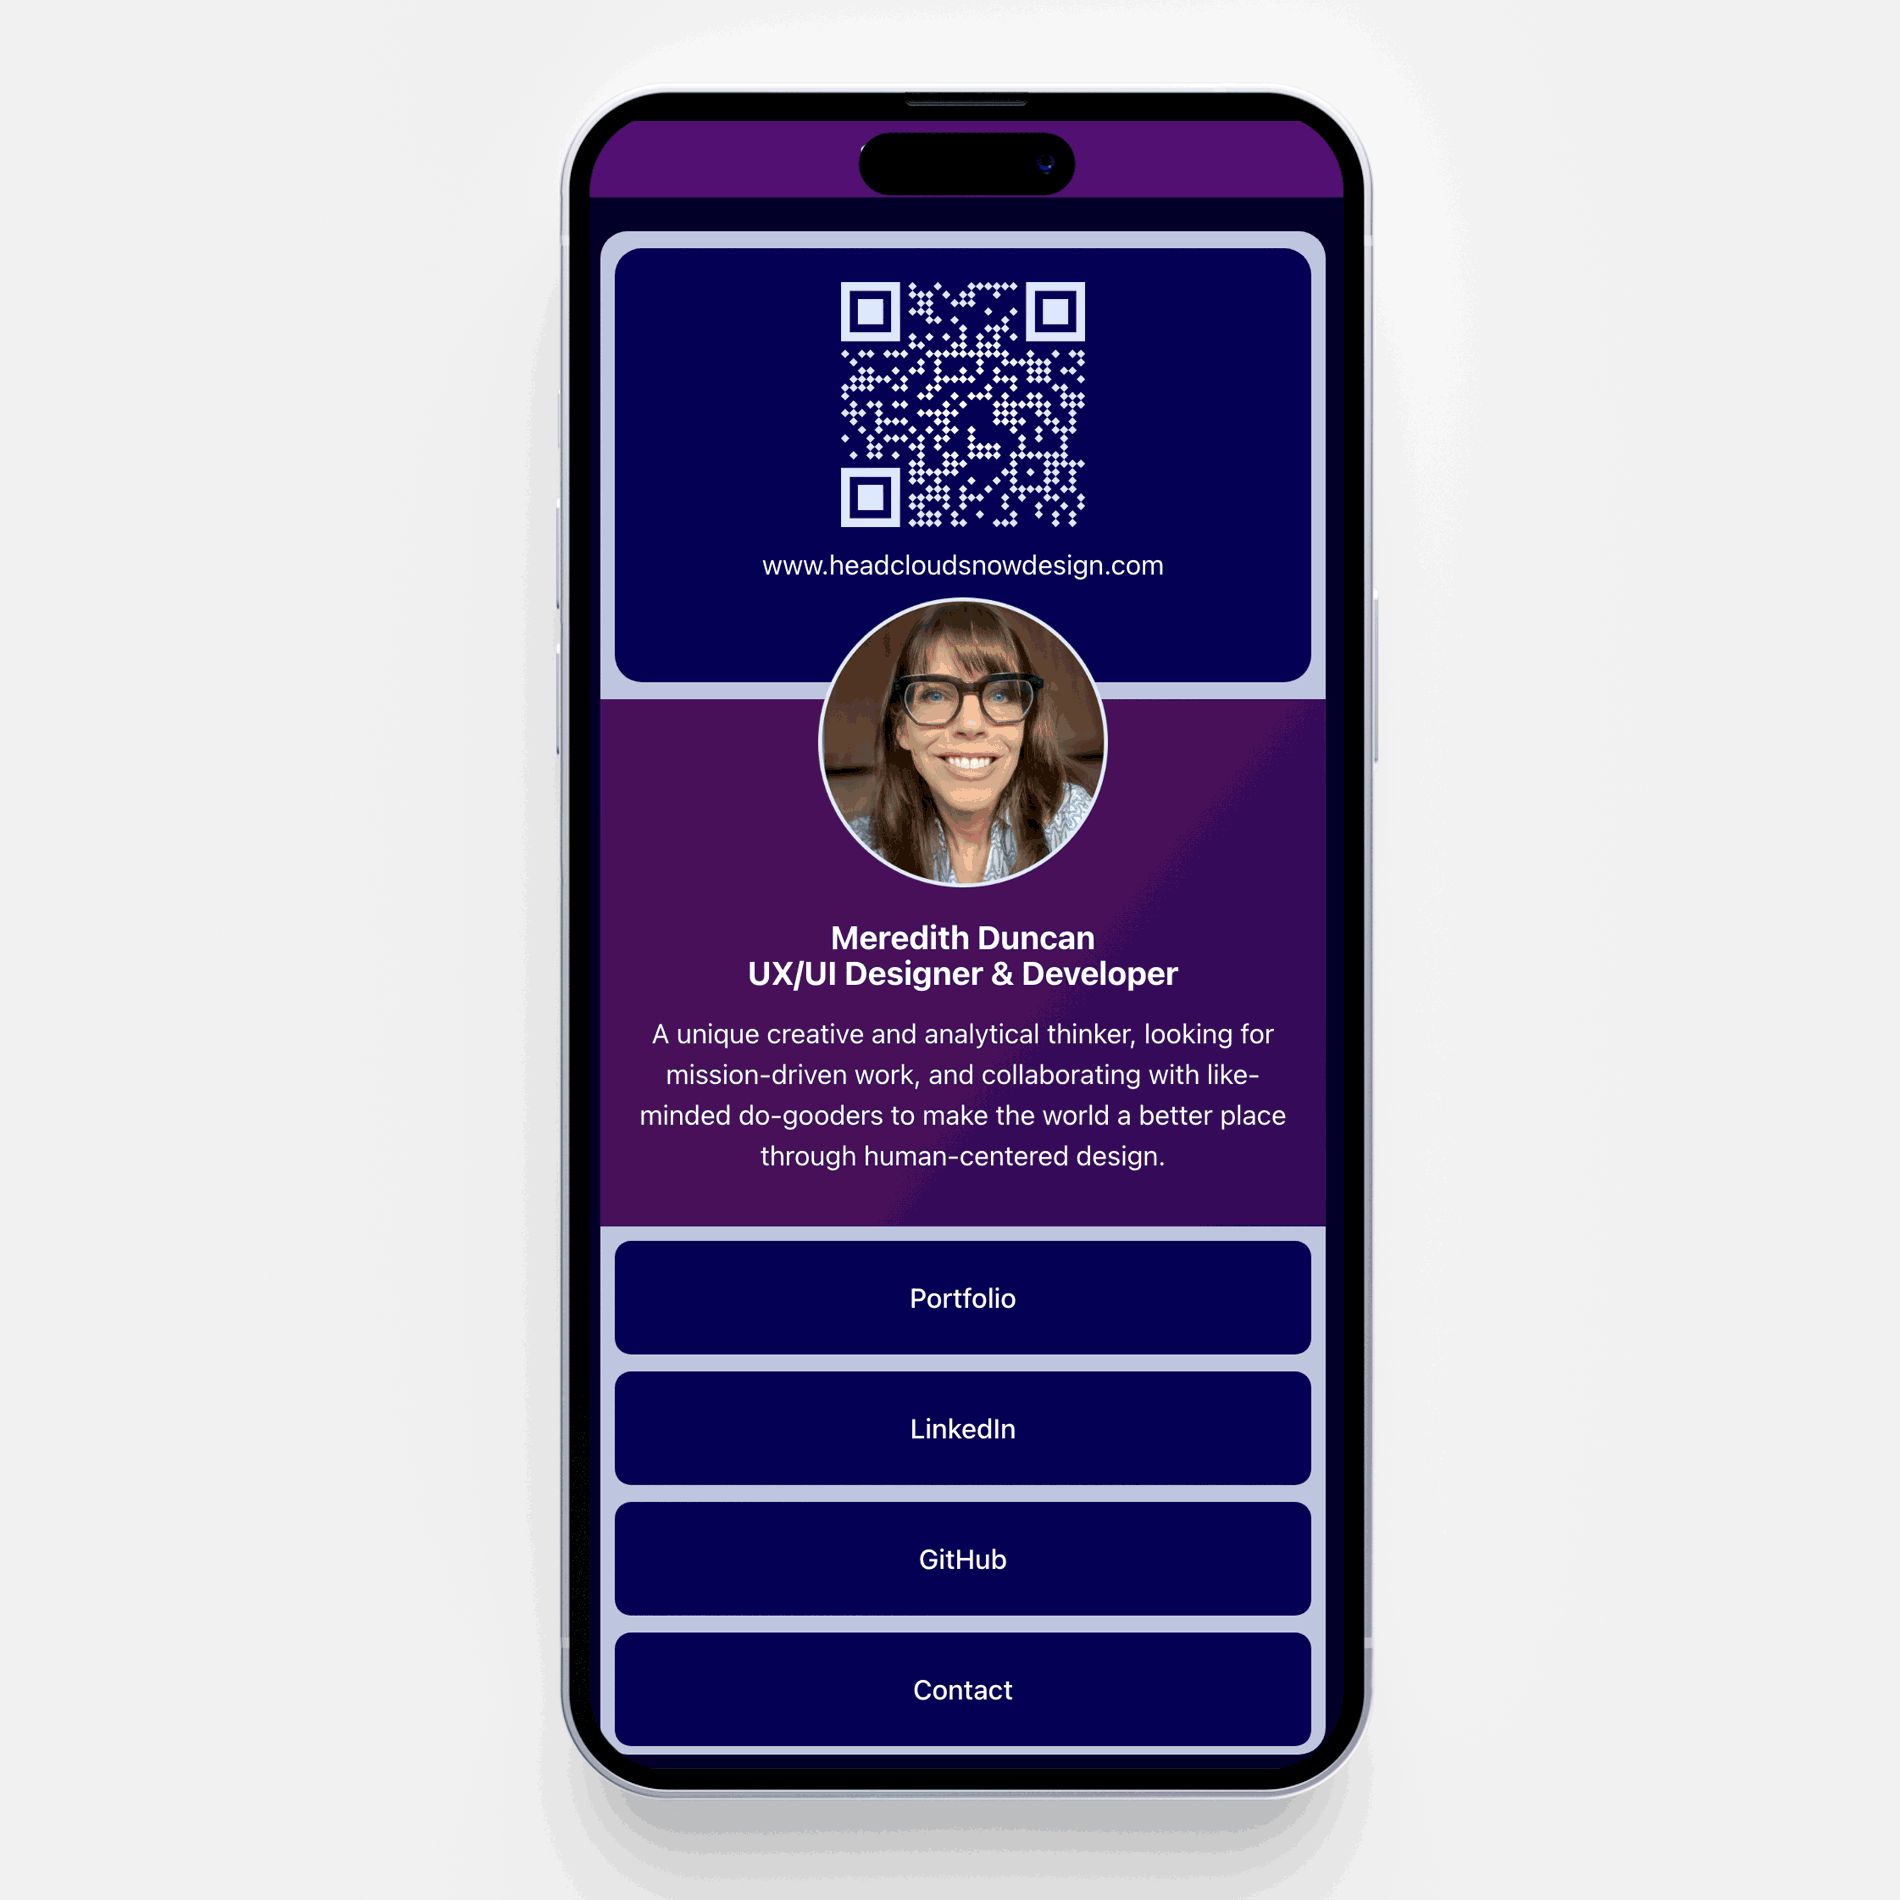 www.headcloudsnowdesign.com
Meredith Duncan
UX/UI Designer & Developer
A unique creative and analytical thinker, looking for
mission-driven work, and collaborating with like-
minded do-gooders to make the world a better place
through human-centered design.
Portfolio
LinkedIn
GitHub
Contact